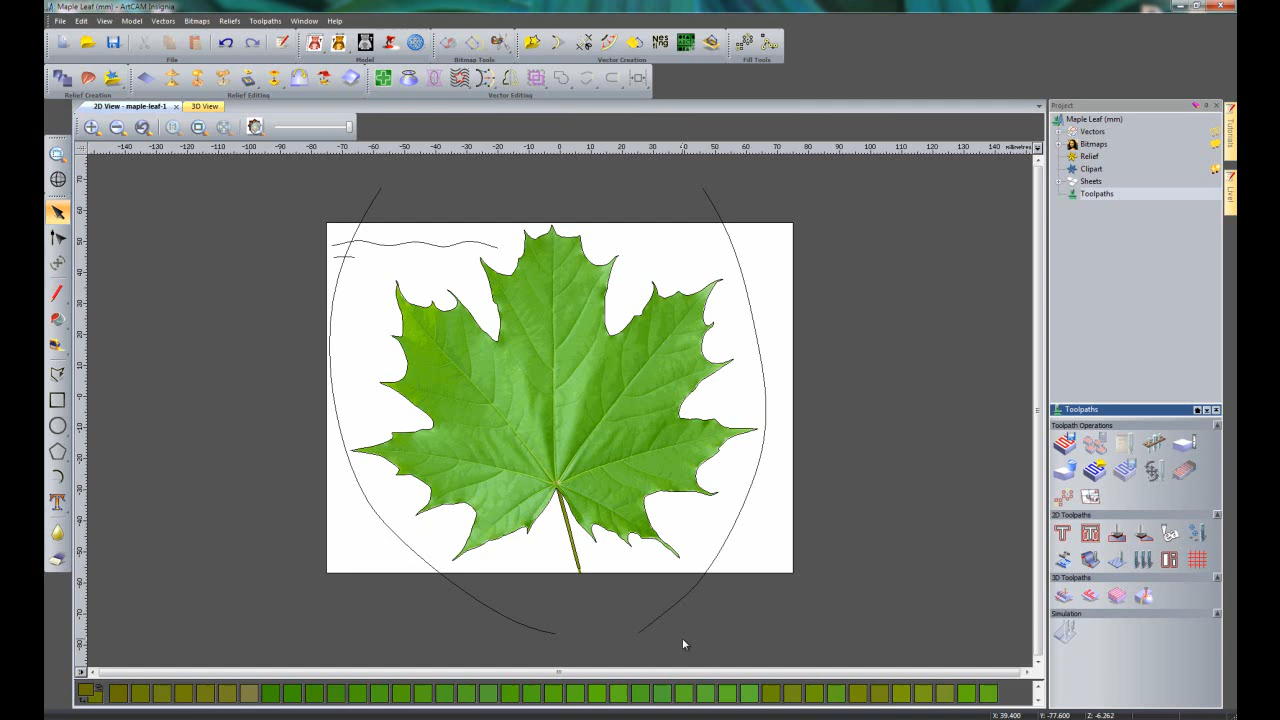 Maple Leaf (mm) - ArtCAM Insignia
File Edit View Model Vectors Bitmaps Reliefs Toolpaths Window Help
File Model Bitmap Tools Vector Creation Fill Tools
Relief Creation Relief Editing Vector Editing
2D View - maple-leaf-1 3D View
-140 -130 -120 -110 -100 -90 -80 -70 -60 -50 -40 -30 -20 -10 0 10 20 30 40 50 60 70 80 90 100 110 120 130 140 millimetres
70
60
50
40
30
20
10
-0
-10
-20
-30
-40
-50
-60
-70
-80
Project
Maple Leaf (mm)
Vectors
Bitmaps
Relief
Clipart
Sheets
Toolpaths
Tutorials
Live!
Toolpaths
Toolpath Operations
2D Toolpaths
3D Toolpaths
Simulation
X: 39.400 Y: -77.600 Z: -6.262